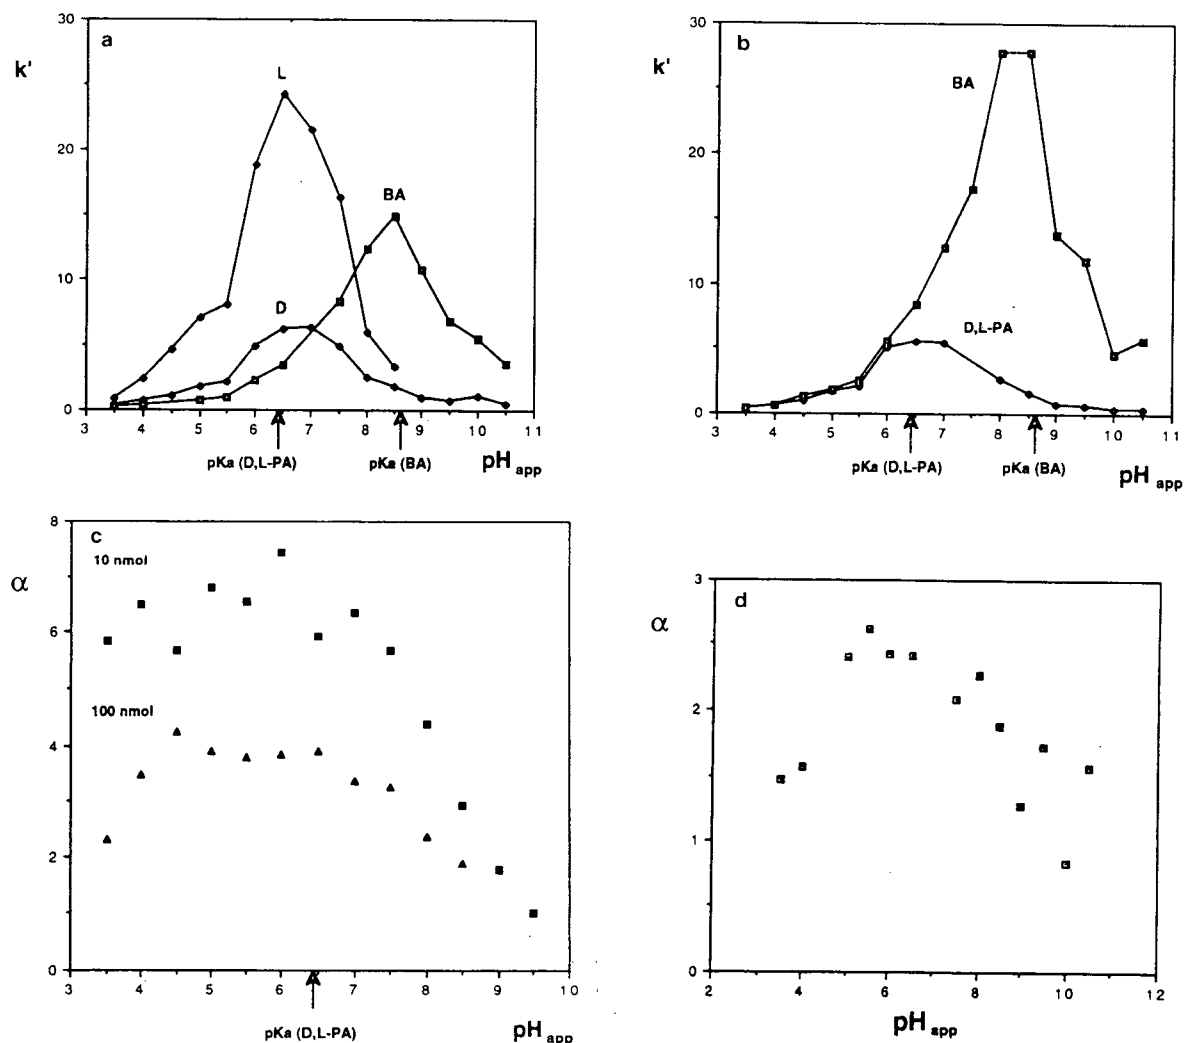 a
k'
30
20
10
0
L
BA
D
3 4 5 6 7 8 9 10 11
pKa (D,L-PA)
pKa (BA)
pH app
b
k'
30
20
10
0
BA
D,L-PA
3 4 5 6 7 8 9 10 11
pKa (D,L-PA)
pKa (BA)
pH app
c
α
8
6
4
2
0
10 nmol
100 nmol
3 4 5 6 7 8 9 10
pKa (D,L-PA)
pH app
d
α
3
2
1
0
2 4 6 8 10 12
pH app